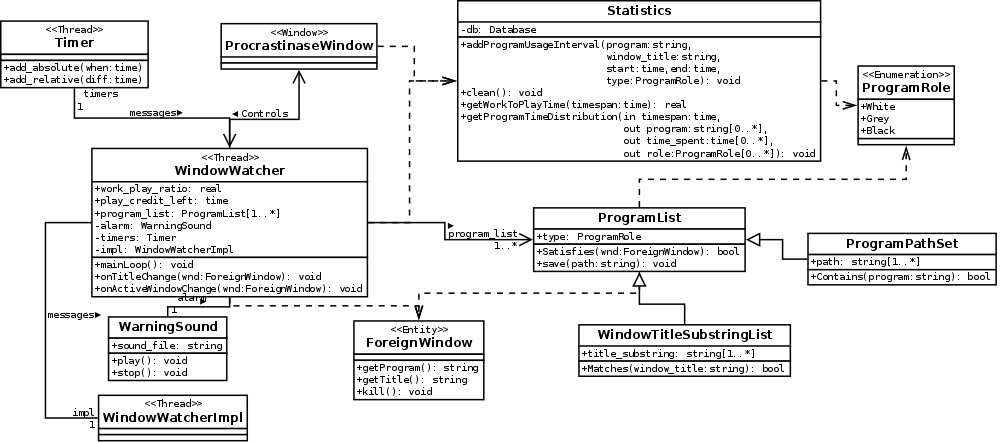 <<Thread>>
Timer
+add_absolute(when:time)
+add_relative(diff:time)
timers
1
messages
<<Window>>
ProcrastinaseWindow
Controls
Statistics
-db: Database
+addProgramUsageInterval(program:string,
window_title:string,
start:time,end:time,
type:ProgramRole): void
+clean(): void
+getWorkToPlayTime(timespan:time): real
+getProgramTimeDistribution(in timespan:time,
out program:string[0..*],
out time_spent:time[0..*],
out role:ProgramRole[0..*]): void
<<Enumeration>>
ProgramRole
+White
+Grey
+Black
<<Thread>>
WindowWatcher
+work_play_ratio: real
+play_credit_left: time
+program_list: ProgramList[1..*]
-alarm: WarningSound
-timers: Timer
-impl: WindowWatcherImpl
+mainLoop(): void
+onTitleChange(wnd:ForeignWindow): void
+onActiveWindowChange(wnd:ForeignWindow): void
program_list
1..*
ProgramList
+type: ProgramRole
+Satisfies(wnd:ForeignWindow): bool
+save(path:string): void
ProgramPathSet
+path: string[1..*]
+Contains(program:string): bool
alarm
1
messages
WarningSound
+sound_file: string
+play(): void
+stop(): void
<<Entity>>
ForeignWindow
+getProgram(): string
+getTitle(): string
+kill(): void
WindowTitleSubstringList
+title_substring: string[1..*]
+Matches(window_title:string): bool
impl
1
<<Thread>>
WindowWatcherImpl